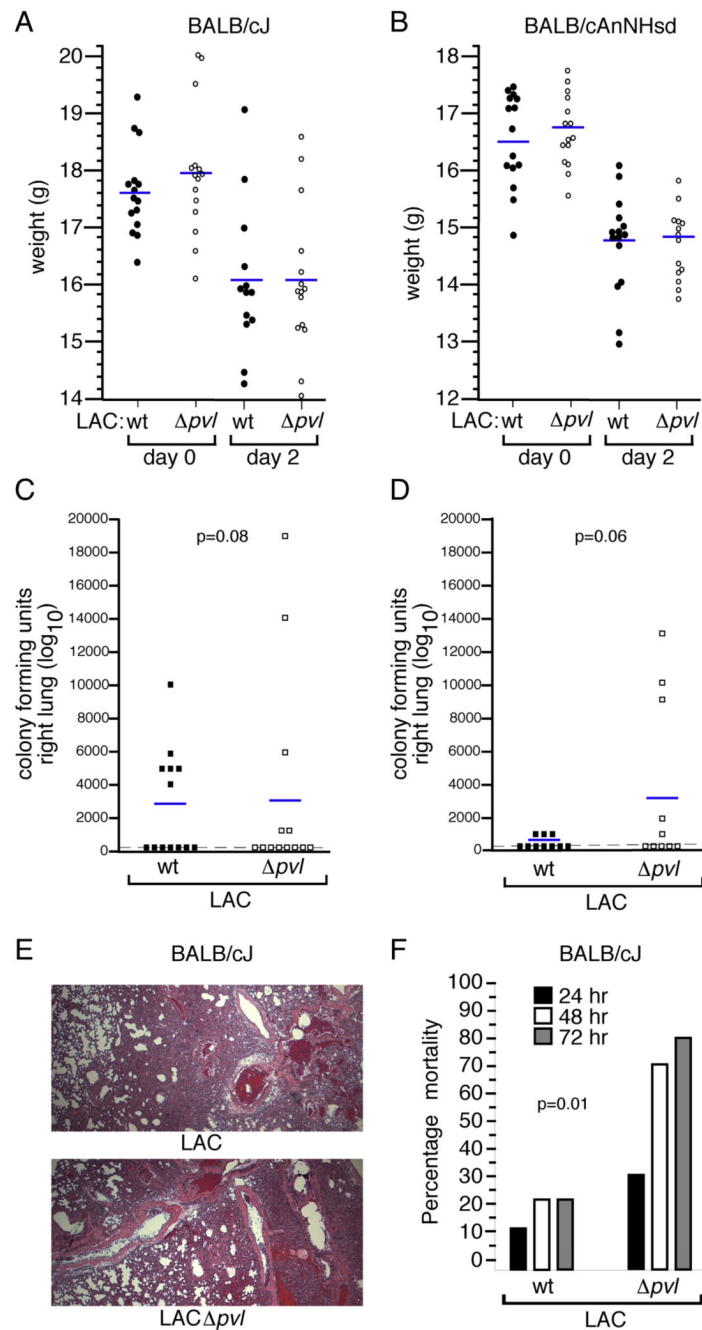 A
BALB/cJ
weight (g)
20
19
18
17
16
15
14
LAC: wt Δpvl wt Δpvl
day 0 day 2
B
BALB/cAnNHsd
weight (g)
18
17
16
15
14
13
12
wt Δpvl wt Δpvl
day 0 day 2
C
colony forming units
right lung (log10)
20000
18000
16000
14000
12000
10000
8000
6000
4000
2000
0
p=0.08
wt Δpvl
LAC
D
colony forming units
right lung (log10)
20000
18000
16000
14000
12000
10000
8000
6000
4000
2000
0
p=0.06
wt Δpvl
LAC
E
BALB/cJ
LAC
LACΔpvl
F
BALB/cJ
Percentage mortality
100
90
80
70
60
50
40
30
20
10
0
24 hr
48 hr
72 hr
p=0.01
wt Δpvl
LAC